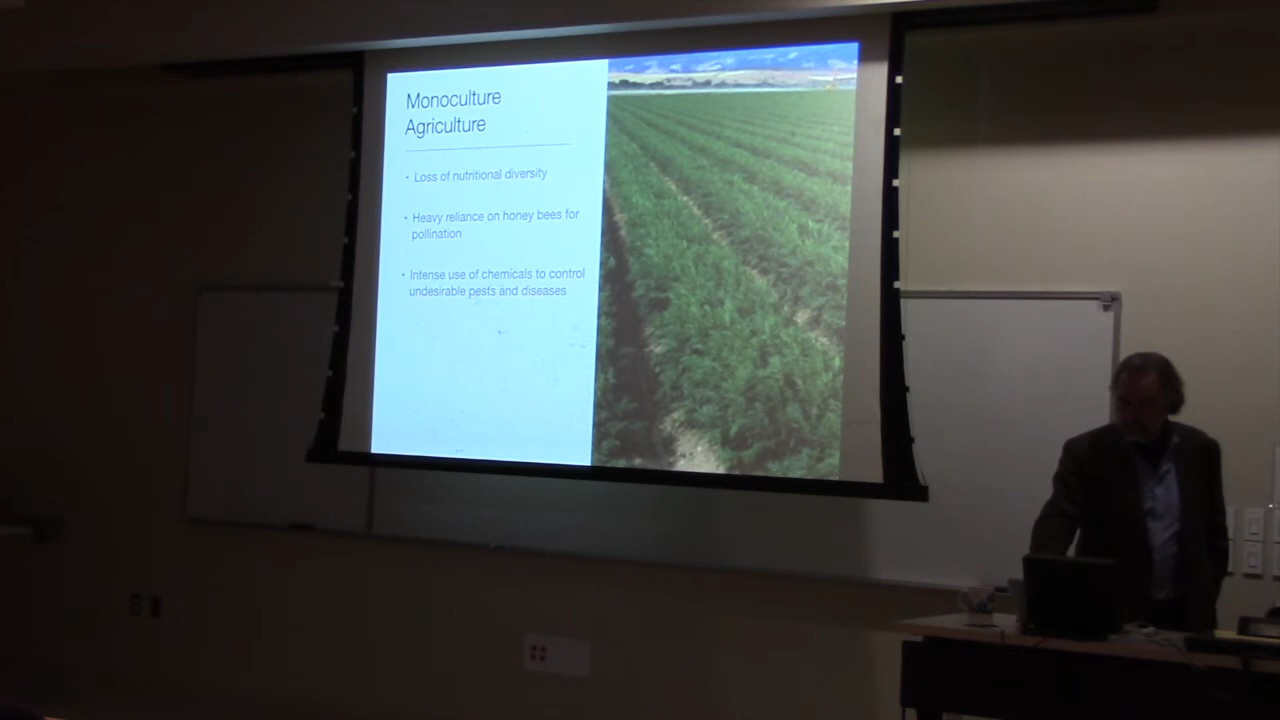 Monoculture
Agriculture
• Loss of nutritional diversity
• Heavy reliance on honey bees for
pollination
• Intense use of chemicals to control
undesirable pests and diseases